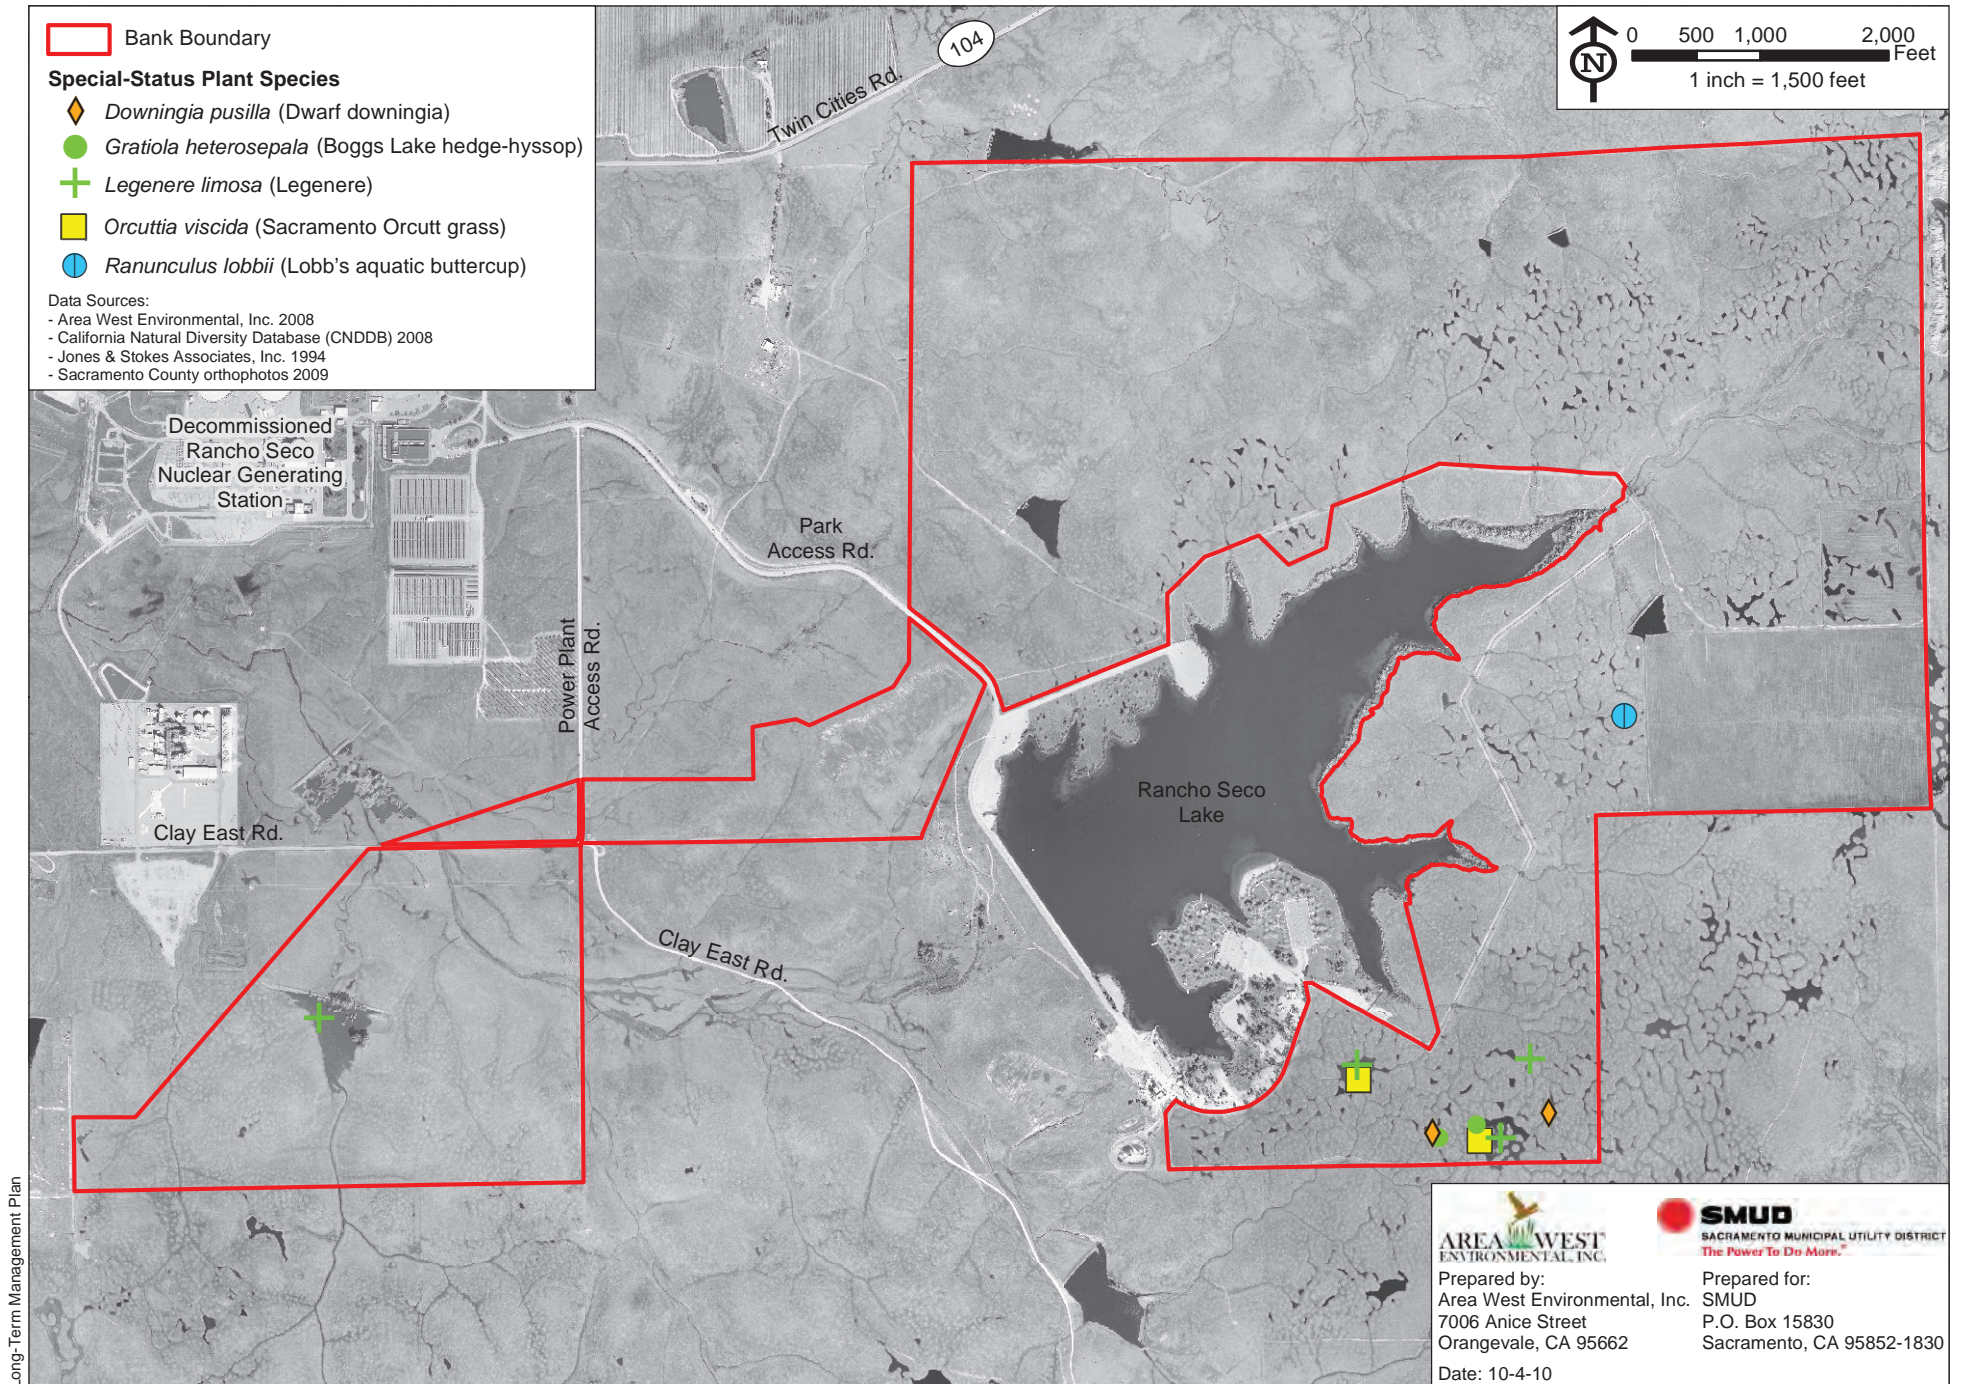 Bank Boundary
Special-Status Plant Species
Downingia pusilla (Dwarf downingia)
Gratiola heterosepala (Boggs Lake hedge-hyssop)
Legenere limosa (Legenere)
Orcuttia viscida (Sacramento Orcutt grass)
Ranunculus lobbii (Lobb's aquatic buttercup)
Data Sources:
- Area West Environmental, Inc. 2008
- California Natural Diversity Database (CNDDB) 2008
- Jones & Stokes Associates, Inc. 1994
- Sacramento County orthophotos 2009
104
Twin Cities Rd.
N
0 500 1,000 2,000
Feet
1 inch = 1,500 feet
Decommissioned
Rancho Seco
Nuclear Generating
Station
Park
Access Rd.
Power Plant
Access Rd.
Clay East Rd.
Rancho Seco
Lake
Clay East Rd.
AREA WEST
ENVIRONMENTAL, INC.
SMUD
SACRAMENTO MUNICIPAL UTILITY DISTRICT
The Power To Do More.®
Prepared by:
Area West Environmental, Inc.
7006 Anice Street
Orangevale, CA 95662
Date: 10-4-10
Prepared for:
SMUD
P.O. Box 15830
Sacramento, CA 95852-1830
Long-Term Management Plan